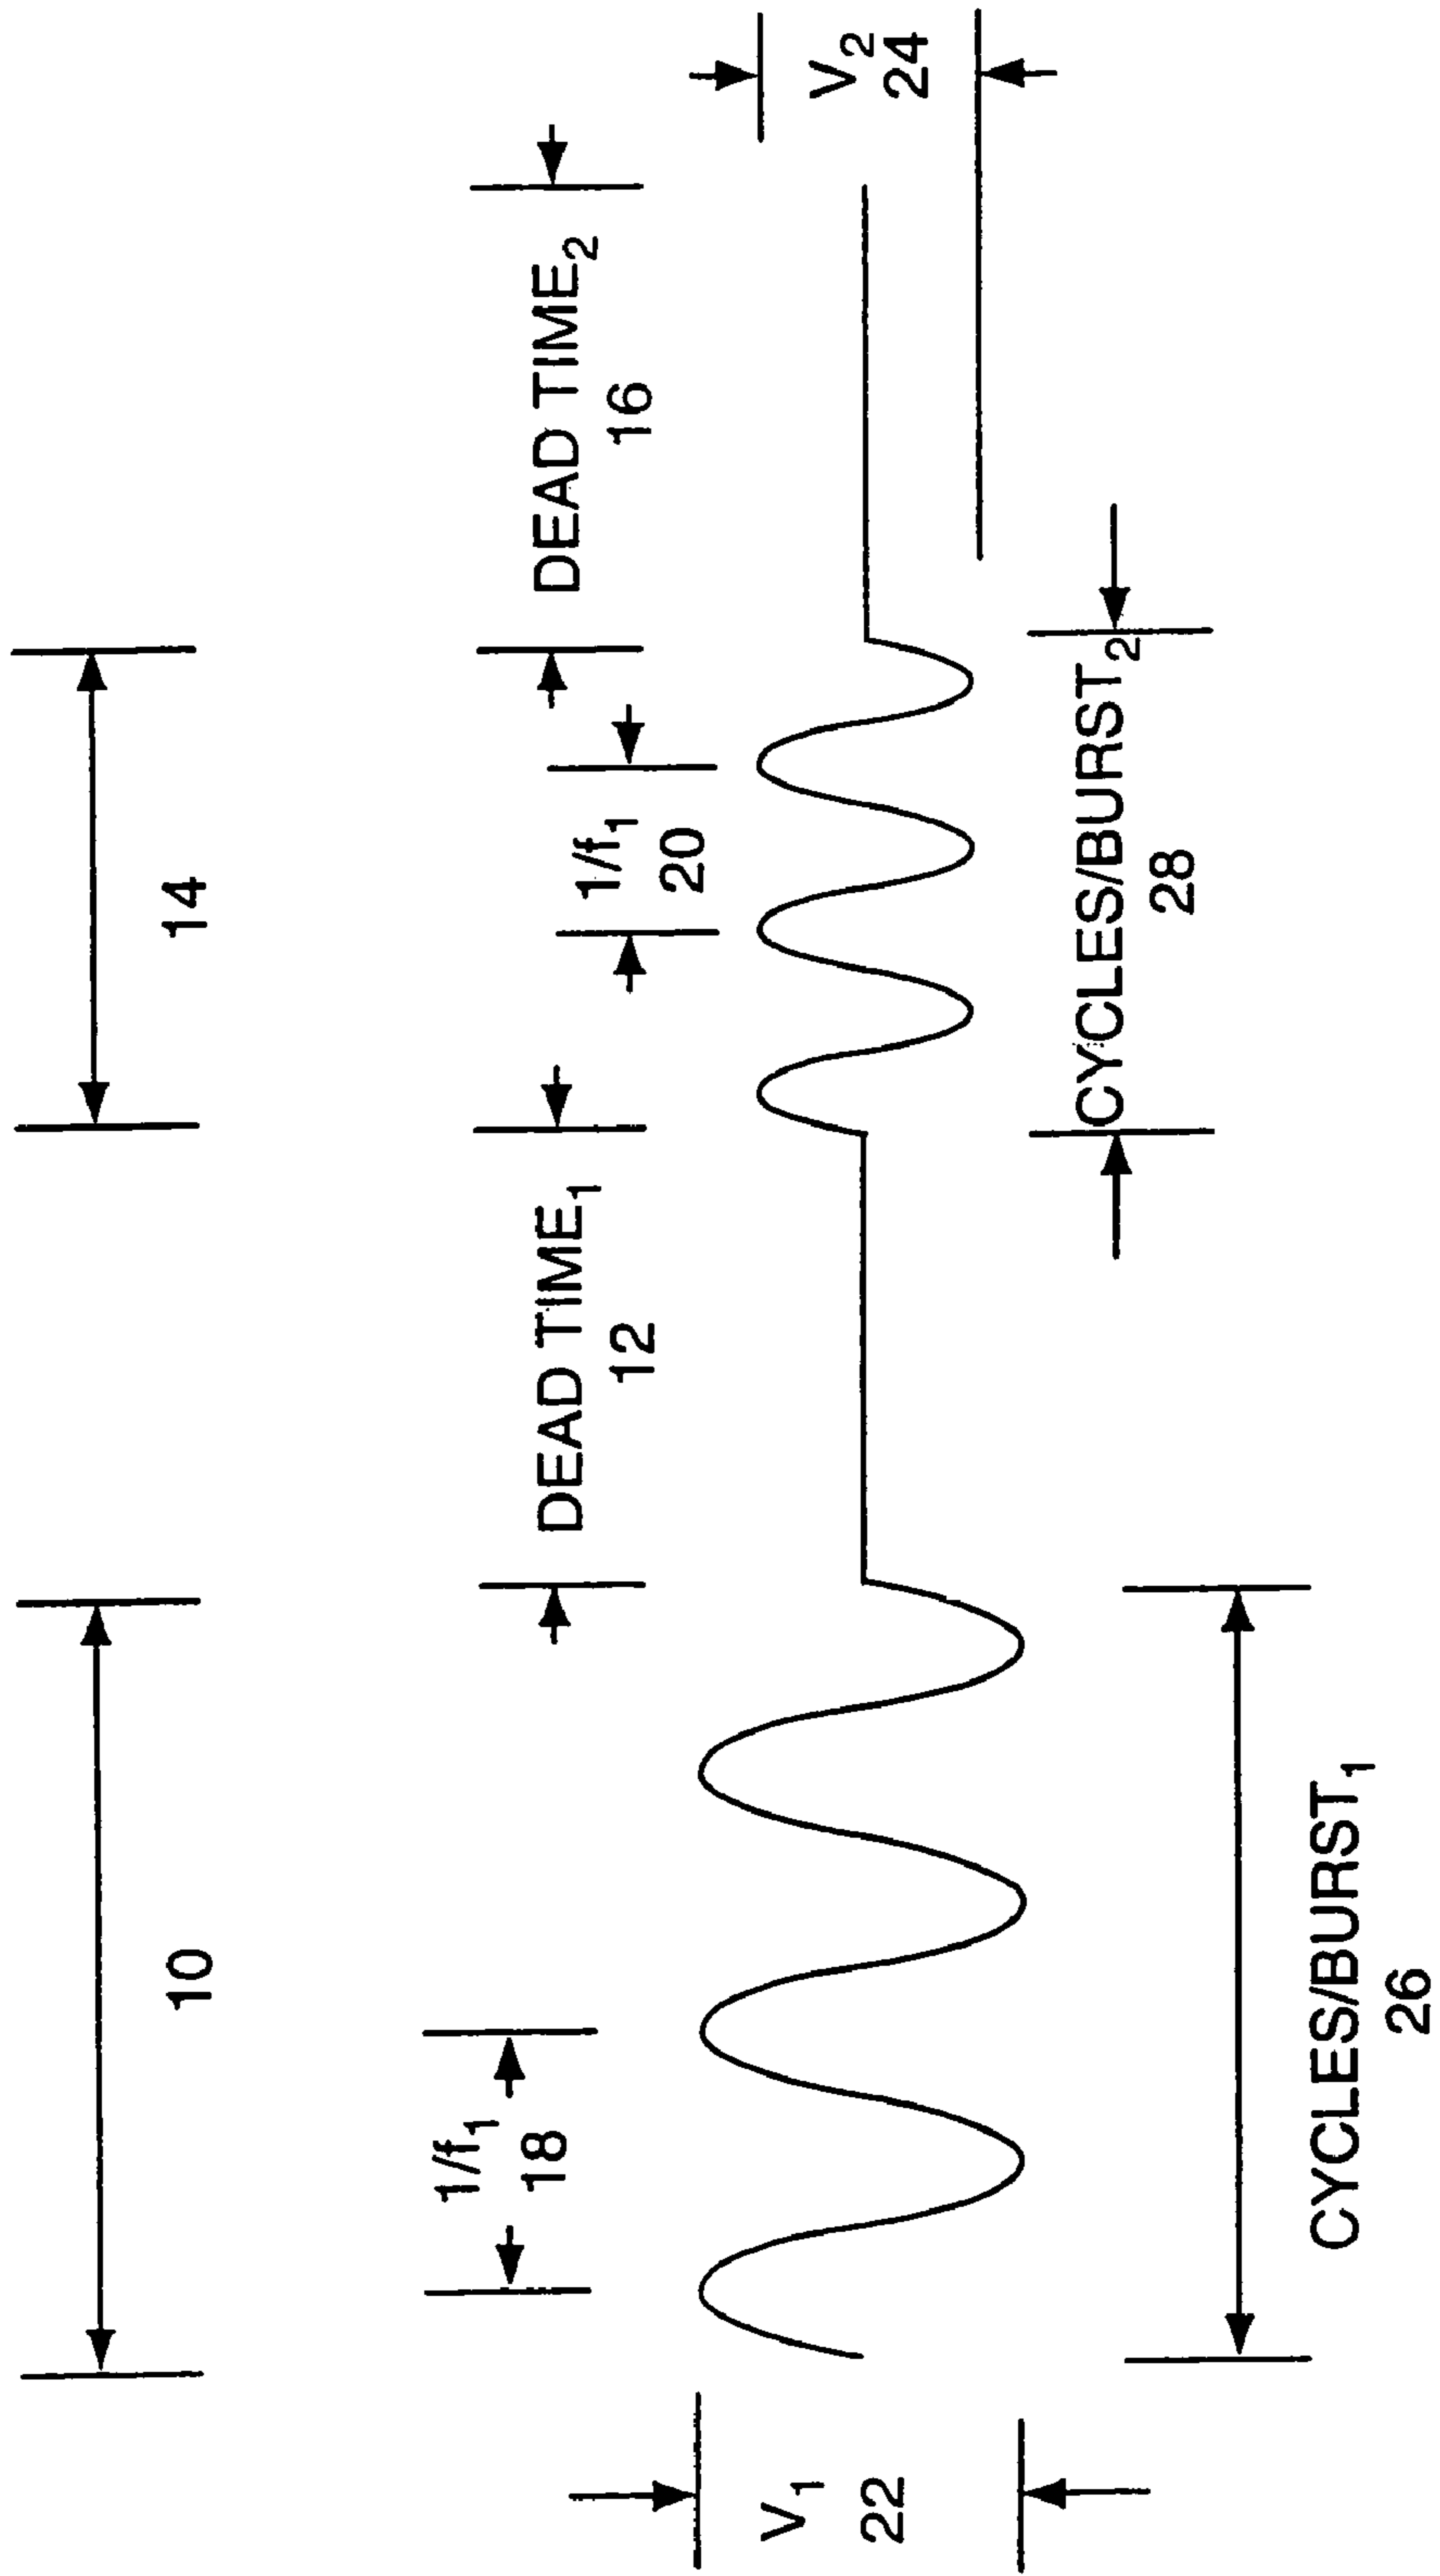 10
14
1/f₁
18
DEAD TIME₁
12
1/f₁
20
DEAD TIME₂
16
V₁
22
V₂
24
CYCLES/BURST₁
26
CYCLES/BURST₂
28